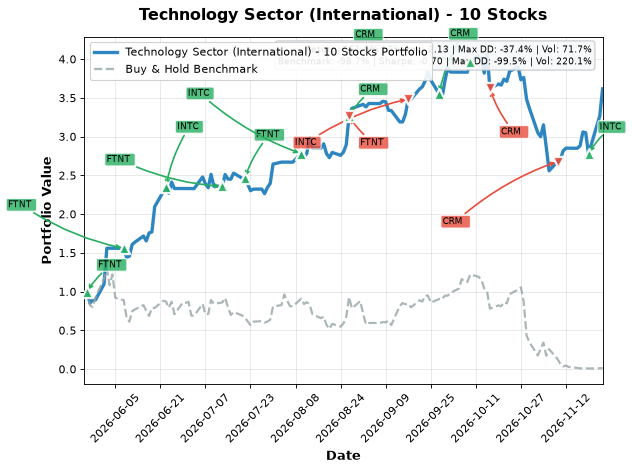 Technology Sector (International) - 10 Stocks
CRM
CRM
Technology Sector (International) - 10 Stocks Portfolio
Buy & Hold Benchmark
.13 | Max DD: -37.4% | Vol: 71.7%
Benchmark: -98.7% | Sharpe: -0.70 | Max DD: -99.5% | Vol: 220.1%
INTC
CRM
INTC
FTNT
INTC
FTNT
INTC
FTNT
CRM
FTNT
CRM
FTNT
4.0
3.5
3.0
2.5
2.0
1.5
1.0
0.5
0.0
Portfolio Value
2026-06-05
2026-06-21
2026-07-07
2026-07-23
2026-08-08
2026-08-24
2026-09-09
2026-09-25
2026-10-11
2026-10-27
2026-11-12
Date